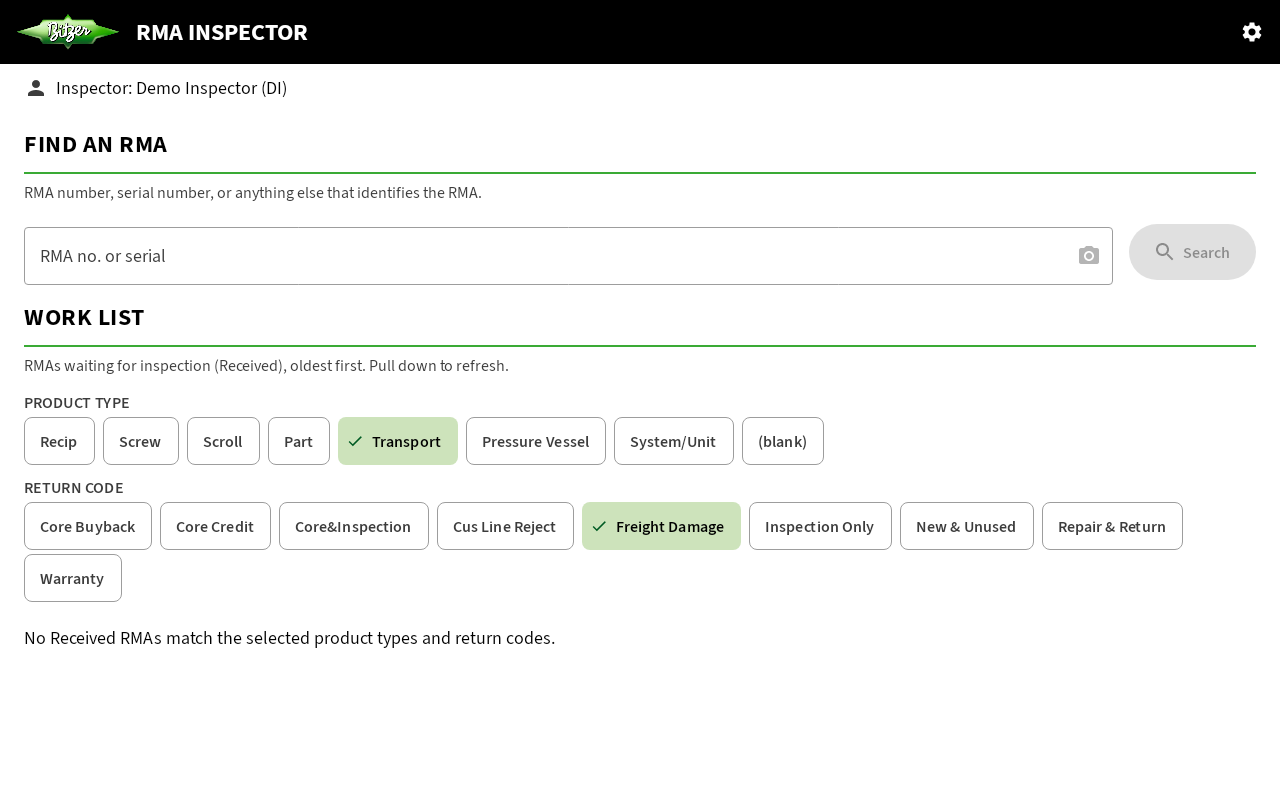 Bitzer RMA INSPECTOR
Inspector: Demo Inspector (DI)
FIND AN RMA
RMA number, serial number, or anything else that identifies the RMA.
RMA no. or serial Search
WORK LIST
RMAs waiting for inspection (Received), oldest first. Pull down to refresh.
PRODUCT TYPE
Recip Screw Scroll Part Transport Pressure Vessel System/Unit (blank)
RETURN CODE
Core Buyback Core Credit Core&Inspection Cus Line Reject Freight Damage Inspection Only New & Unused Repair & Return
Warranty
No Received RMAs match the selected product types and return codes.